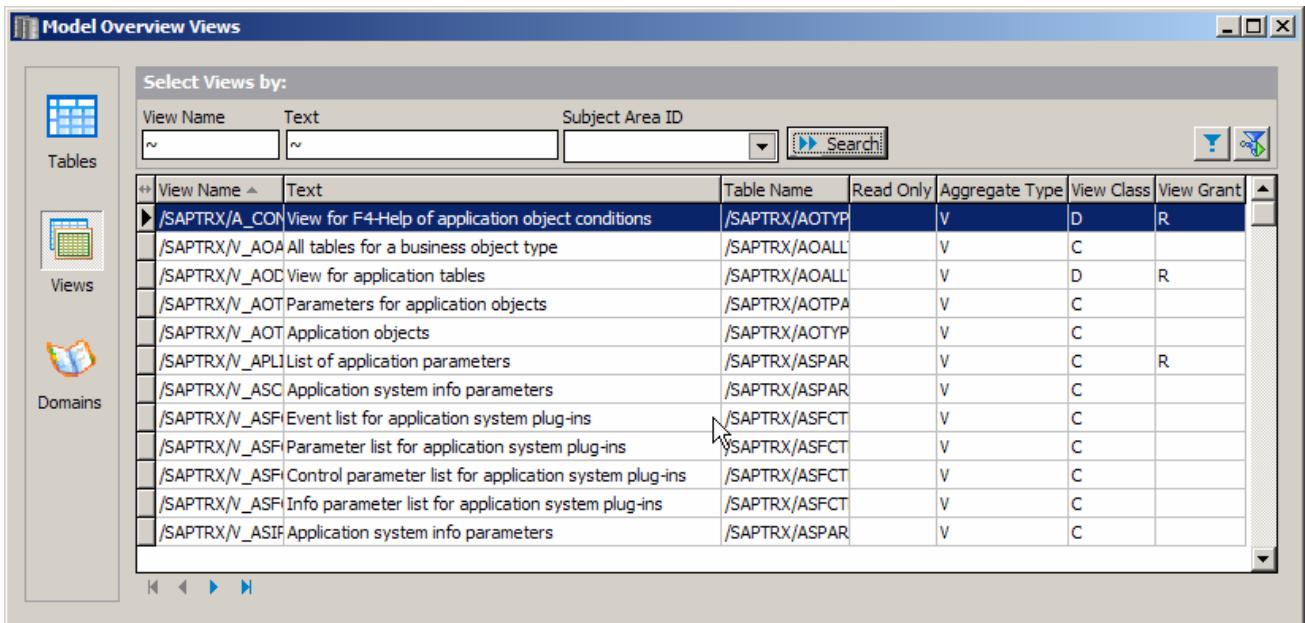 Model Overview Views
Select Views by:
View Name Text Subject Area ID
~ ~ Search
Tables
Views
Domains
View Name Text Table Name Read Only Aggregate Type View Class View Grant
/SAPTRX/A_CON View for F4-Help of application object conditions /SAPTRX/AOTYP V D R
/SAPTRX/V_AOA All tables for a business object type /SAPTRX/AOALL V C
/SAPTRX/V_AOD View for application tables /SAPTRX/AOALL V D R
/SAPTRX/V_AOT Parameters for application objects /SAPTRX/AOTPA V C
/SAPTRX/V_AOT Application objects /SAPTRX/AOTYP V C
/SAPTRX/V_APLI List of application parameters /SAPTRX/ASPAR V C R
/SAPTRX/V_ASC Application system info parameters /SAPTRX/ASPAR V C
/SAPTRX/V_ASF Event list for application system plug-ins /SAPTRX/ASFCT V C
/SAPTRX/V_ASF Parameter list for application system plug-ins /SAPTRX/ASFCT V C
/SAPTRX/V_ASF Control parameter list for application system plug-ins /SAPTRX/ASFCT V C
/SAPTRX/V_ASF Info parameter list for application system plug-ins /SAPTRX/ASFCT V C
/SAPTRX/V_ASIF Application system info parameters /SAPTRX/ASPAR V C